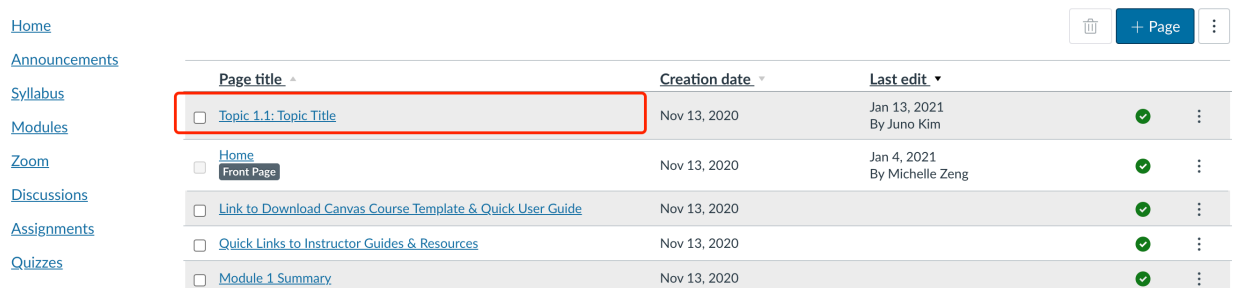 Home
Announcements
Syllabus
Modules
Zoom
Discussions
Assignments
Quizzes
+ Page
Page title Creation date Last edit
Topic 1.1: Topic Title Nov 13, 2020 Jan 13, 2021
By Juno Kim
Home Nov 13, 2020 Jan 4, 2021
Front Page By Michelle Zeng
Link to Download Canvas Course Template & Quick User Guide Nov 13, 2020
Quick Links to Instructor Guides & Resources Nov 13, 2020
Module 1 Summary Nov 13, 2020